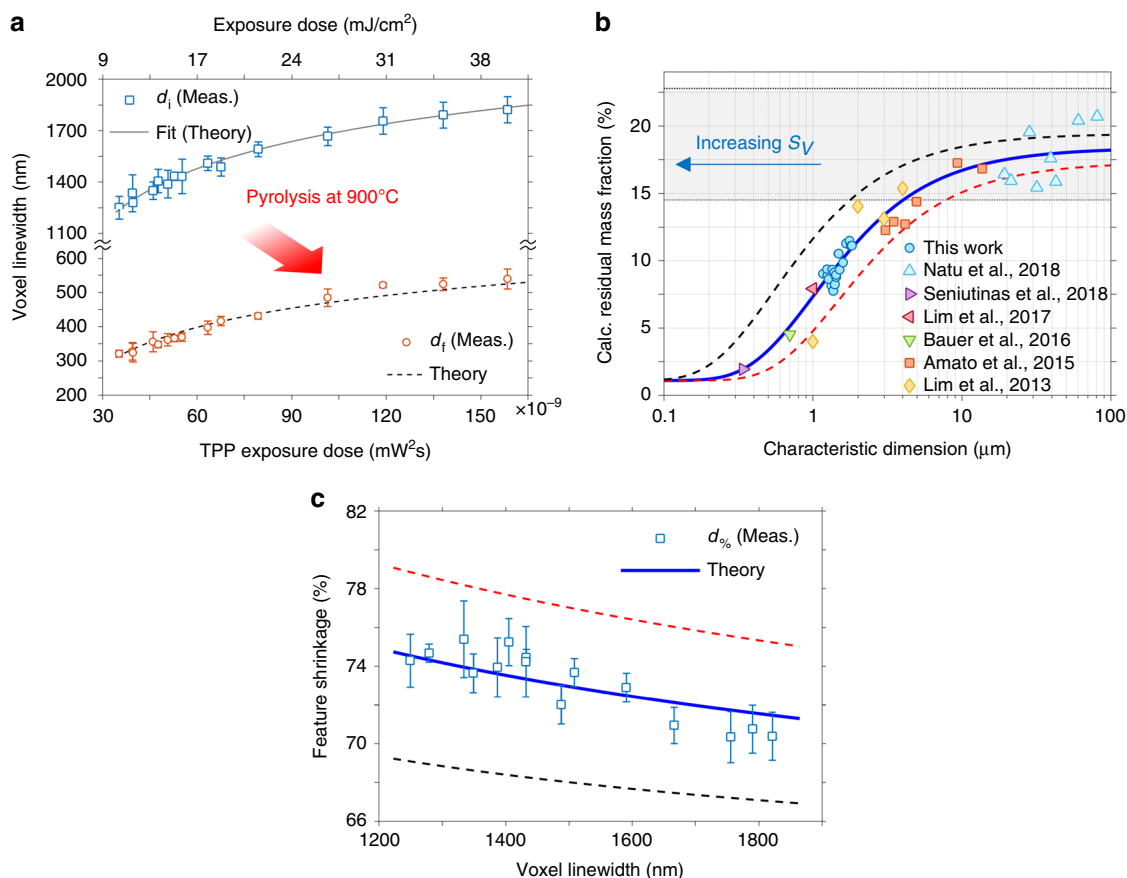 a
Exposure dose (mJ/cm²)
9 17 24 31 38
2000
1700
1400
1100
600
500
400
300
200
Voxel linewidth (nm)
dᵢ (Meas.)
Fit (Theory)
Pyrolysis at 900°C
d_f (Meas.)
Theory
30 60 90 120 150 ×10⁻⁹
TPP exposure dose (mW²s)
b
Calc. residual mass fraction (%)
20
15
10
5
0
Increasing S_V
This work
Natu et al., 2018
Seniutinas et al., 2018
Lim et al., 2017
Bauer et al., 2016
Amato et al., 2015
Lim et al., 2013
0.1 1 10 100
Characteristic dimension (μm)
c
Feature shrinkage (%)
82
78
74
70
66
d_% (Meas.)
Theory
1200 1400 1600 1800
Voxel linewidth (nm)